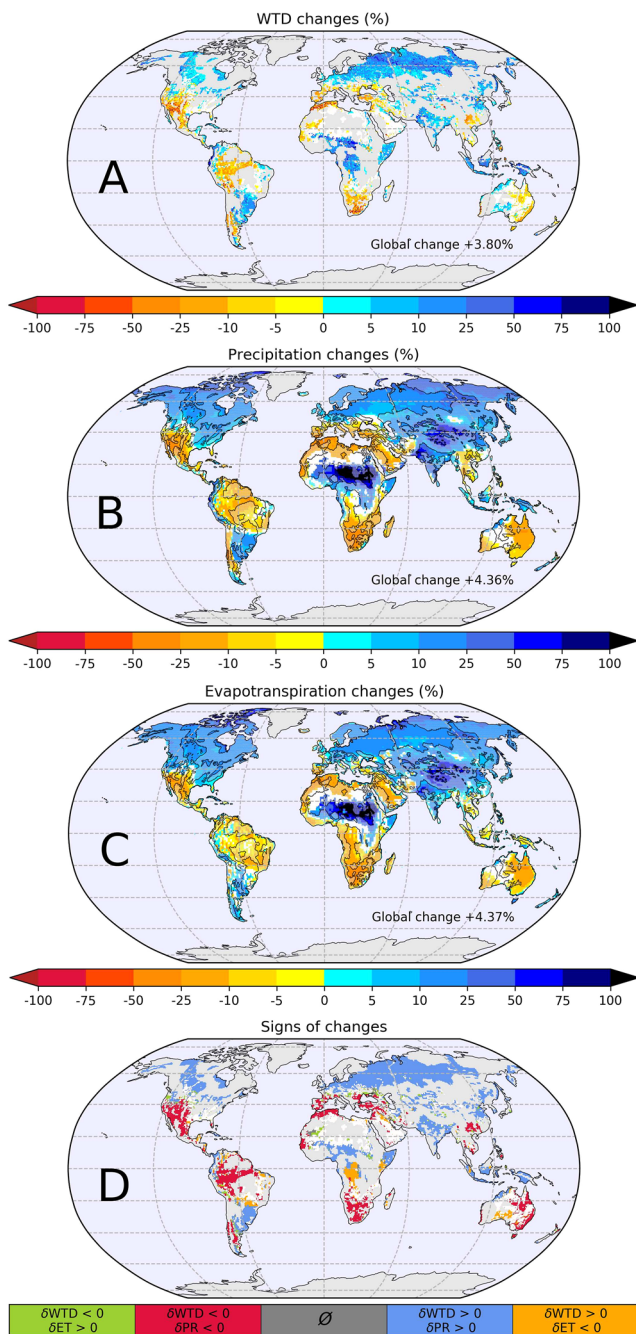 WTD changes (%)
A
Global change +3.80%
-100 -75 -50 -25 -10 -5 0 5 10 25 50 75 100
Precipitation changes (%)
B
Global change +4.36%
-100 -75 -50 -25 -10 -5 0 5 10 25 50 75 100
Evapotranspiration changes (%)
C
Global change +4.37%
-100 -75 -50 -25 -10 -5 0 5 10 25 50 75 100
Signs of changes
D
δWTD < 0 δWTD < 0 Ø δWTD > 0 δWTD > 0
δET > 0 δPR < 0 δPR > 0 δET < 0